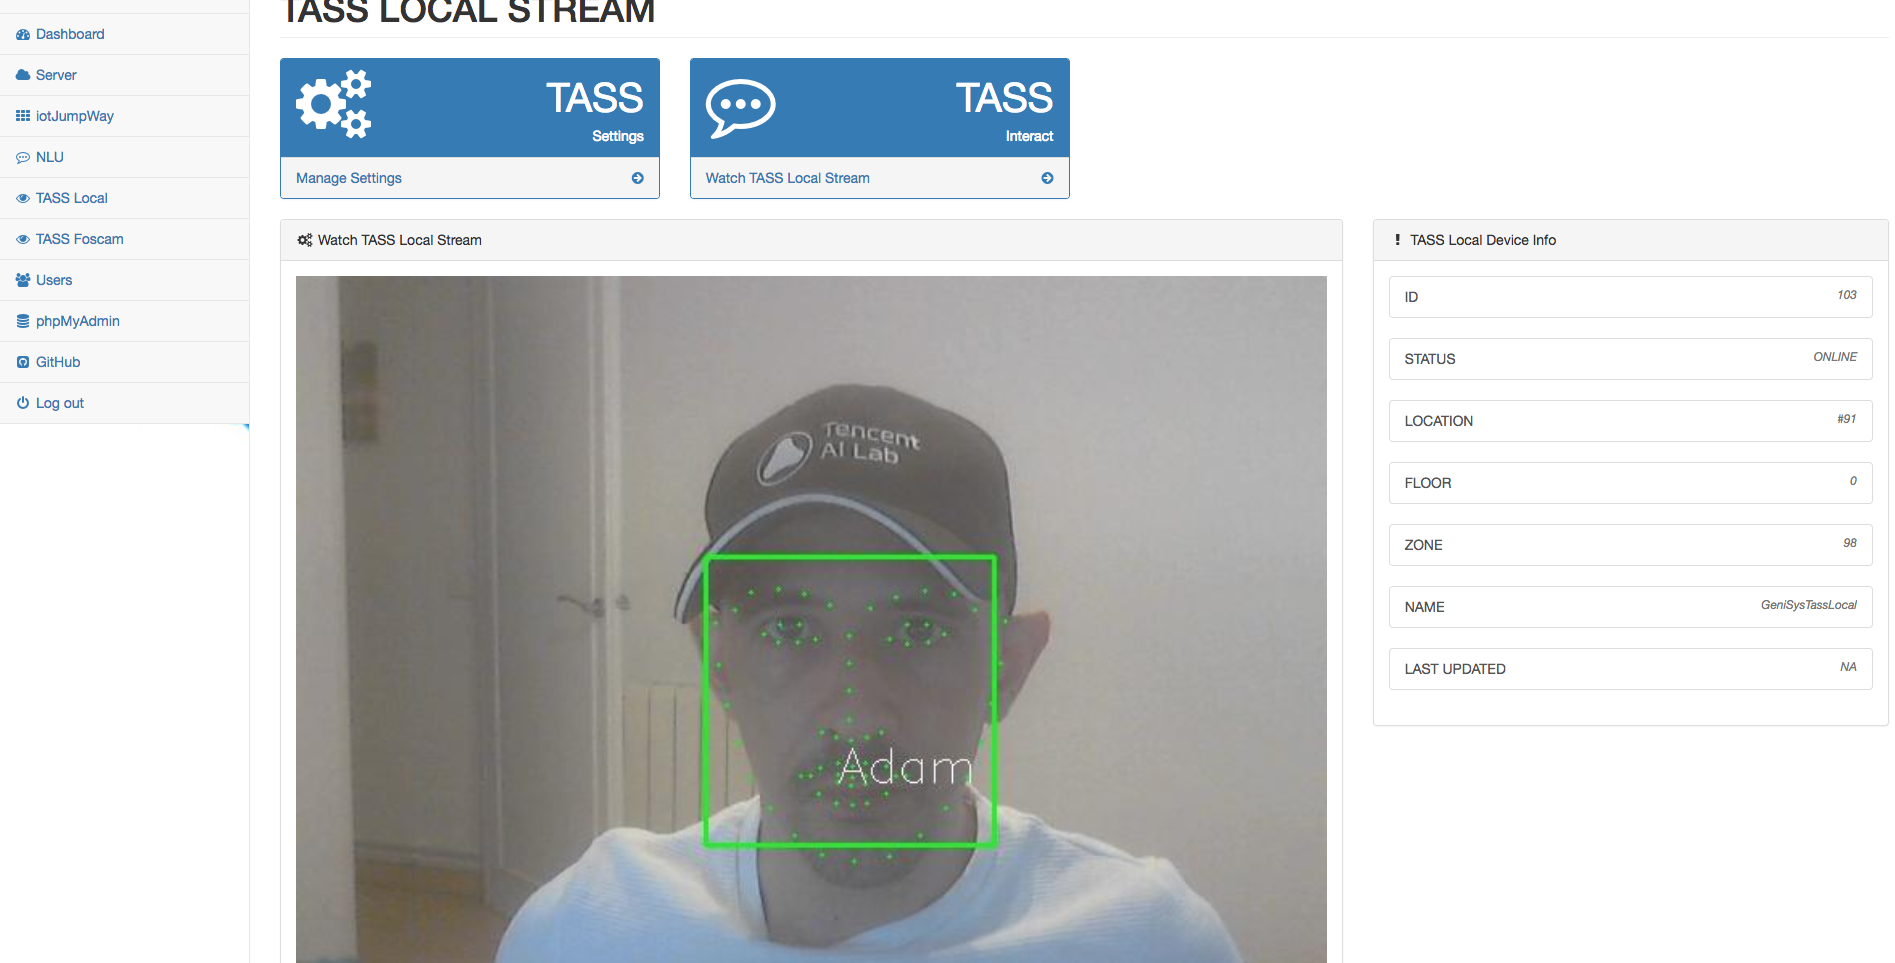 TASS LOCAL STREAM
Dashboard
Server
iotJumpWay
NLU
TASS Local
TASS Foscam
Users
phpMyAdmin
GitHub
Log out
TASS
Settings
Manage Settings
TASS
Interact
Watch TASS Local Stream
Watch TASS Local Stream
Tencent
AI Lab
Adam
TASS Local Device Info
ID 103
STATUS ONLINE
LOCATION #91
FLOOR 0
ZONE 98
NAME GeniSysTassLocal
LAST UPDATED NA